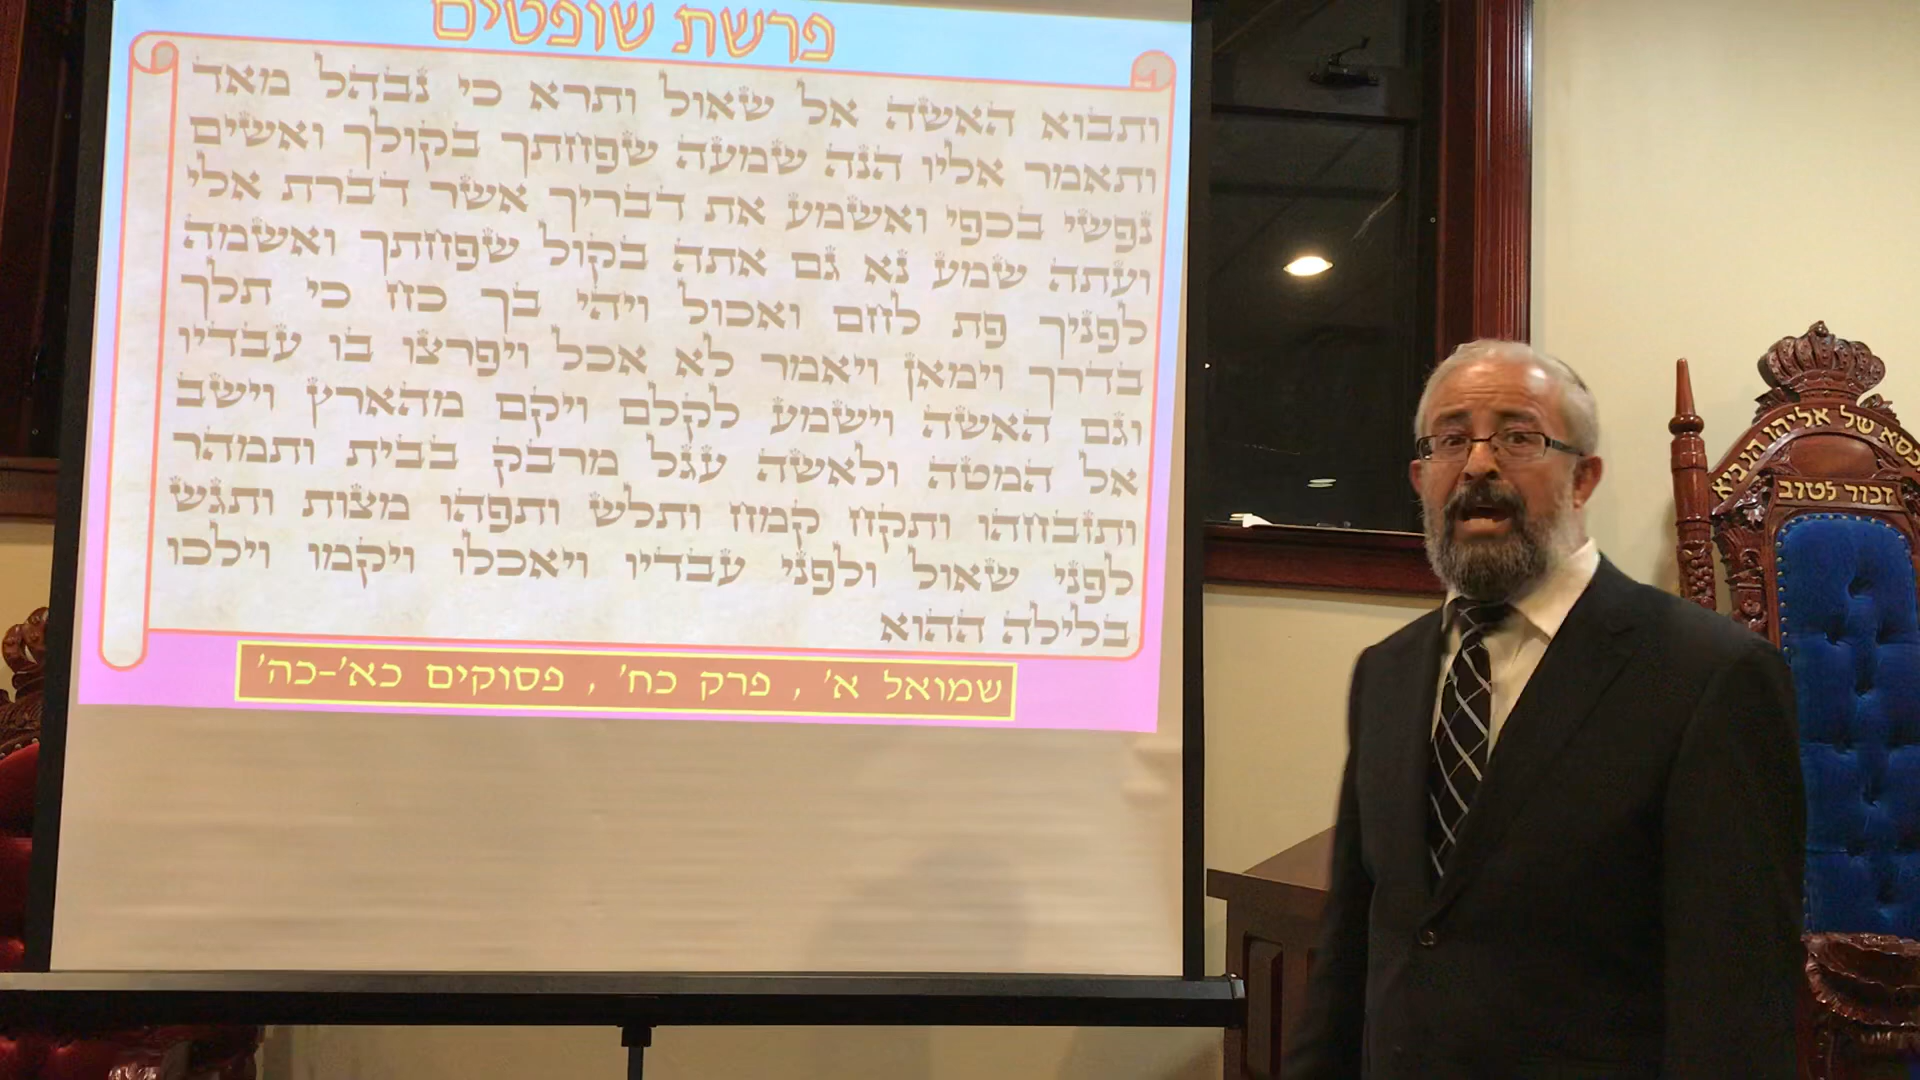 פרשת שופטים
ותבוא האשה אל שאול ותרא כי נבהל מאד
ותאמר אליו הנה שמעה שפחתך בקולך ואשים
נפשי בכפי ואשמע את דבריך אשר דברת אלי
ועתה שמע נא גם אתה בקול שפחתך ואשמה
לפניך פת לחם ואכול ויהי בך כח כי תלך
בדרך וימאן ויאמר לא אכל ויפרצו בו עבדיו
וגם האשה וישמע לקלם ויקם מהארץ וישב
אל המטה ולאשה עגל מרבק בבית ותמהר
ותזבחהו ותקח קמח ותלש ותפהו מצות ותגש
לפני שאול ולפני עבדיו ויאכלו ויקמו וילכו
בלילה ההוא
שמואל א', פרק כח', פסוקים כא'-כה'
כסא של אליהו הנביא
זכור לטוב